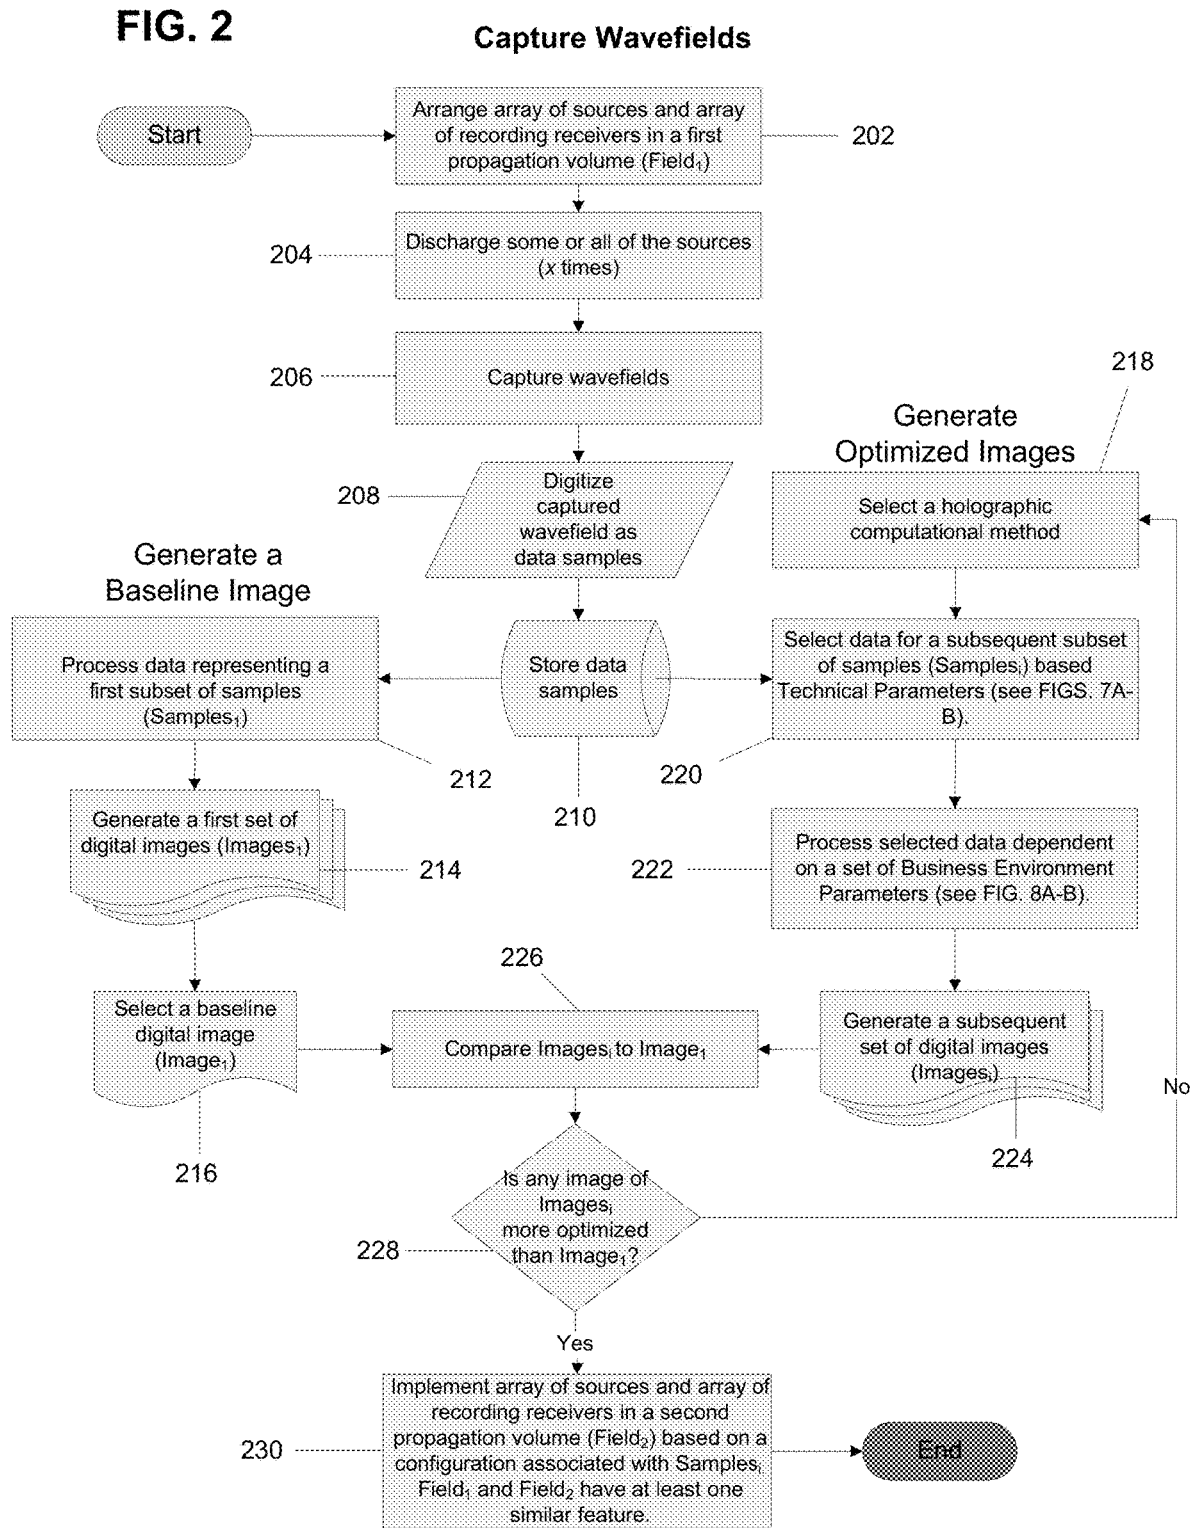 FIG. 2
Capture Wavefields
Start
Arrange array of sources and array
of recording receivers in a first
propagation volume (Field₁)
202
Discharge some or all of the sources
(x times)
204
Capture wavefields
206
218
Generate
Optimized Images
Digitize
captured
wavefield as
data samples
208
Select a holographic
computational method
Generate a
Baseline Image
Process data representing a
first subset of samples
(Samples₁)
212
Store data
samples
210
Select data for a subsequent subset
of samples (Samplesᵢ) based
Technical Parameters (see FIGS. 7A-
B).
220
Generate a first set of
digital images (Images₁)
214
Process selected data dependent
on a set of Business Environment
Parameters (see FIG. 8A-B).
222
226
Select a baseline
digital image
(Image₁)
216
Compare Imagesᵢ to Image₁
Generate a subsequent
set of digital images
(Imagesᵢ)
224
No
Is any image of
Imagesᵢ
more optimized
than Image₁?
228
Yes
Implement array of sources and array of
recording receivers in a second
propagation volume (Field₂) based on a
configuration associated with Samplesᵢ.
Field₁ and Field₂ have at least one
similar feature.
230
End